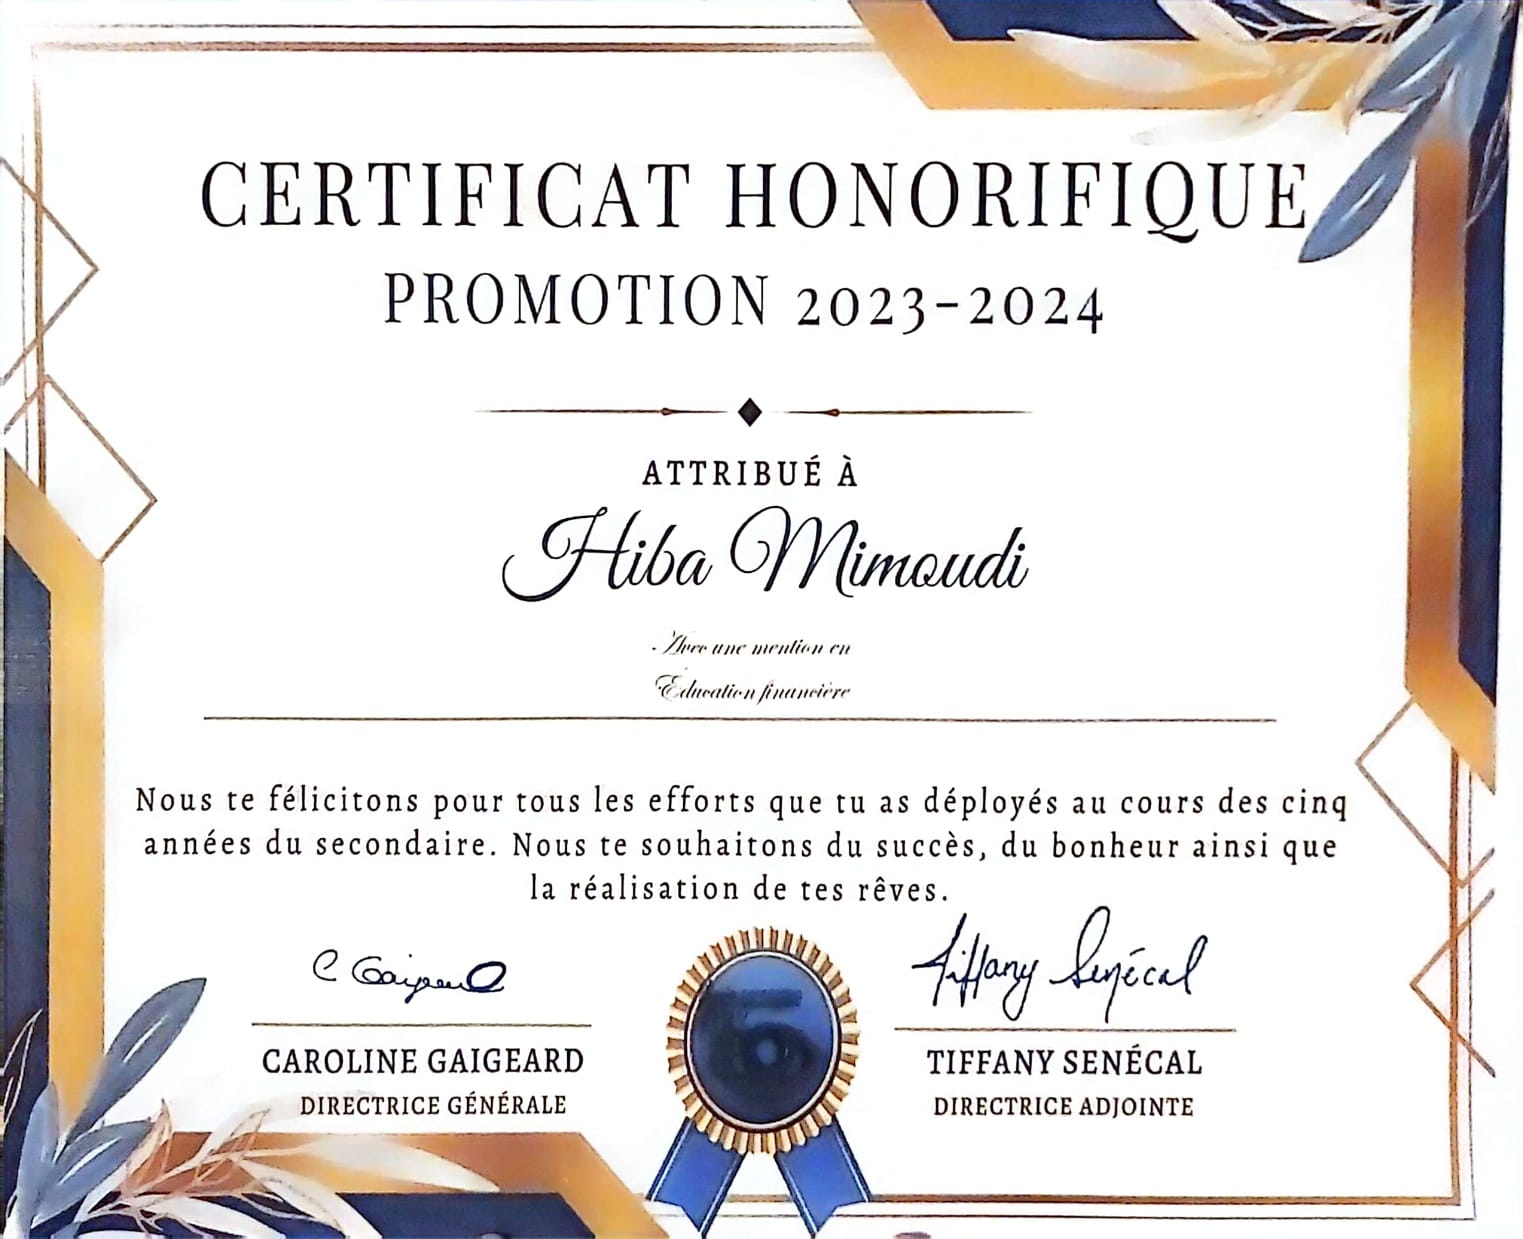 CERTIFICAT HONORIFIQUE
PROMOTION 2023-2024
ATTRIBUÉ À
Hiba Mimoudi
Avec une mention en
Éducation financière
Nous te félicitons pour tous les efforts que tu as déployés au cours des cinq
années du secondaire. Nous te souhaitons du succès, du bonheur ainsi que
la réalisation de tes rêves.
C Gaigeard
Tiffany Senécal
CAROLINE GAIGEARD
TIFFANY SENÉCAL
DIRECTRICE GÉNÉRALE
DIRECTRICE ADJOINTE